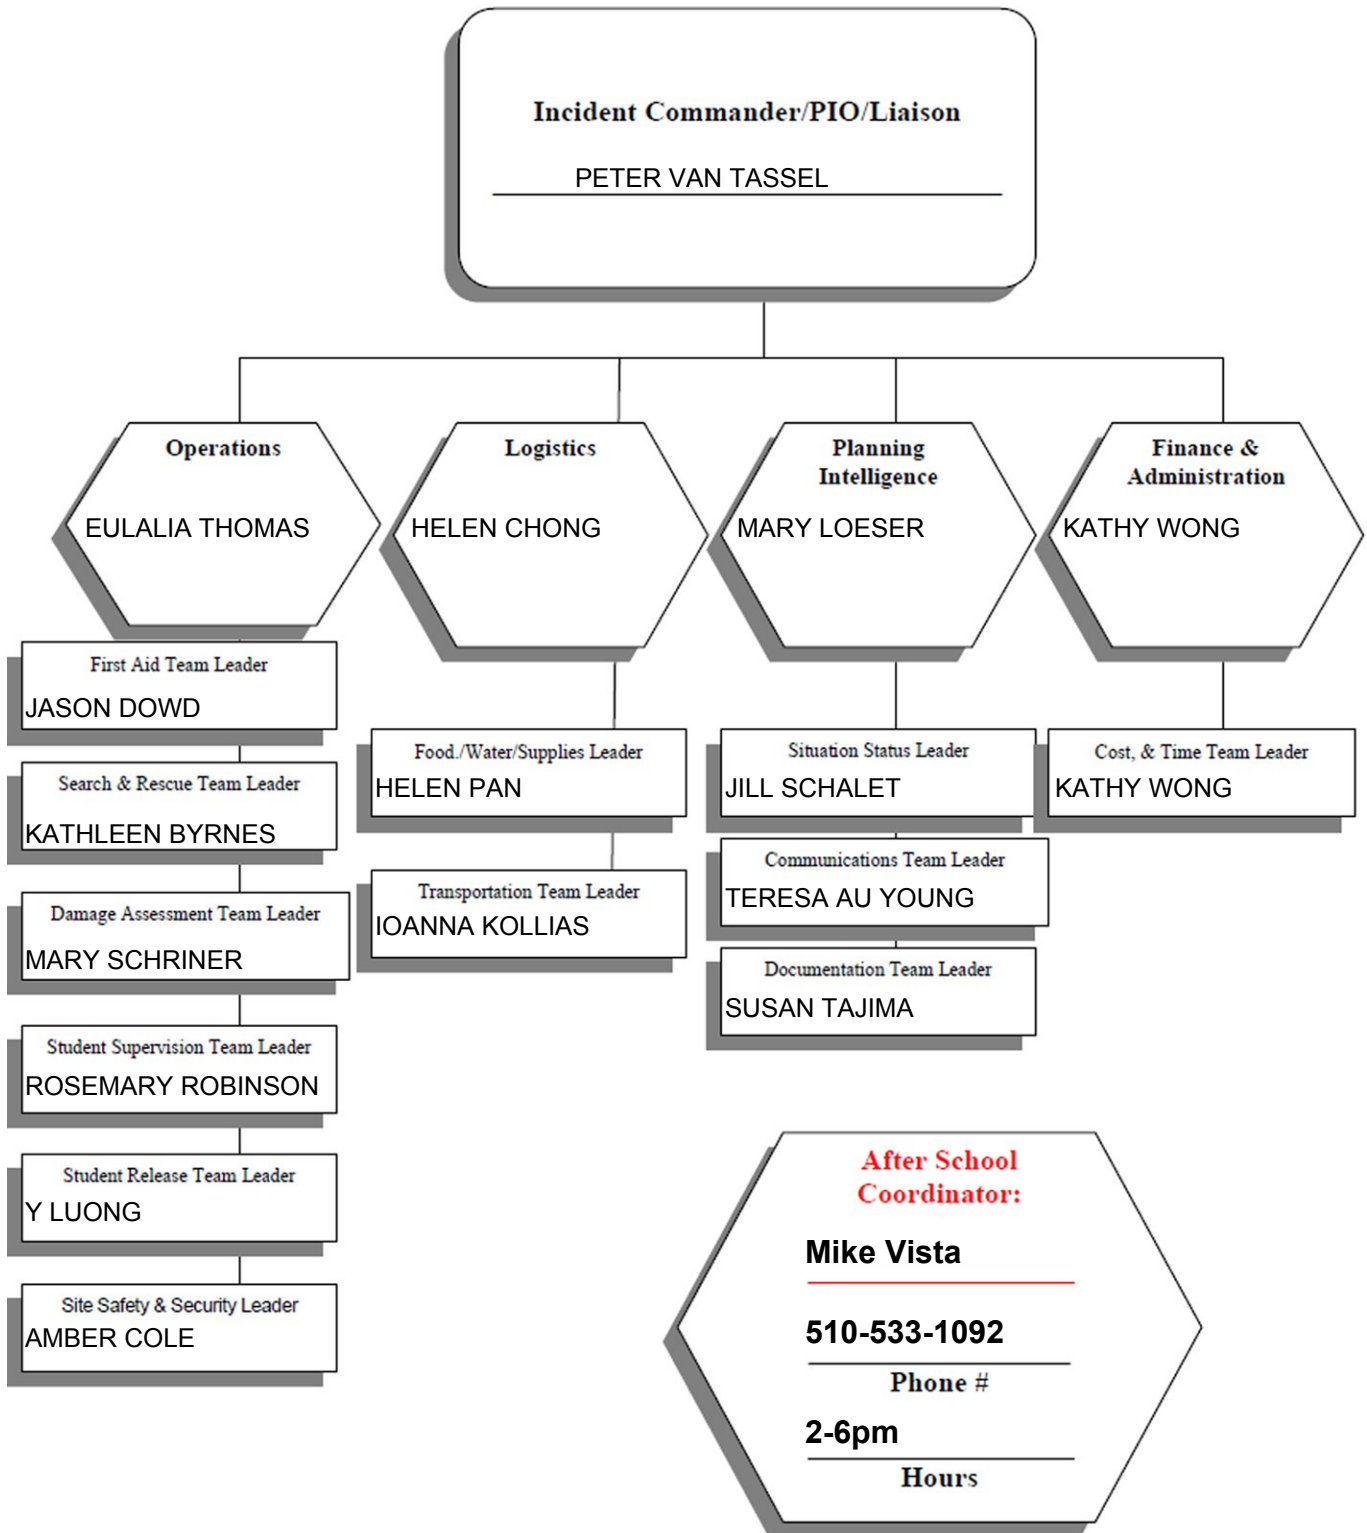 Incident Commander/PIO/Liaison
PETER VAN TASSEL
Operations
EULALIA THOMAS
Logistics
HELEN CHONG
Planning
Intelligence
MARY LOESER
Finance &
Administration
KATHY WONG
First Aid Team Leader
JASON DOWD
Search & Rescue Team Leader
KATHLEEN BYRNES
Damage Assessment Team Leader
MARY SCHRINER
Student Supervision Team Leader
ROSEMARY ROBINSON
Student Release Team Leader
Y LUONG
Site Safety & Security Leader
AMBER COLE
Food./Water/Supplies Leader
HELEN PAN
Transportation Team Leader
IOANNA KOLLIAS
Situation Status Leader
JILL SCHALET
Communications Team Leader
TERESA AU YOUNG
Documentation Team Leader
SUSAN TAJIMA
Cost, & Time Team Leader
KATHY WONG
After School
Coordinator:
Mike Vista
510-533-1092
Phone #
2-6pm
Hours